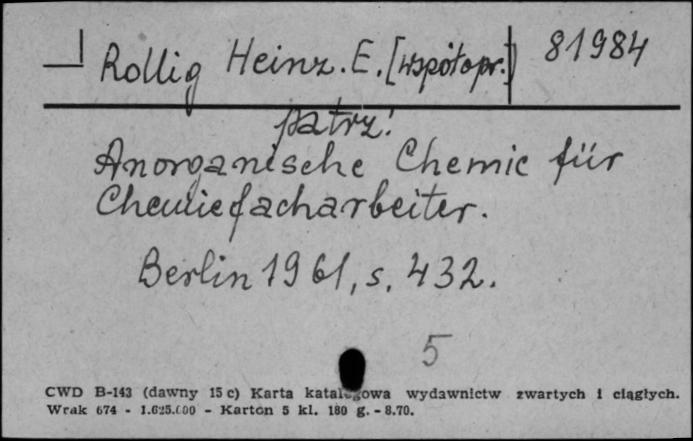 Rollig Heinz. E. [współopr.] 81984
patrz:
Anorganische Chemie für
Chemiefacharbeiter.
Berlin 1961, s. 432.
5
CWD B-143 (dawny 15 c) Karta katalogowa wydawnictw zwartych i ciągłych.
Wrak 674 - 1.625.000 - Karton 5 kl. 180 g. - 8.70.